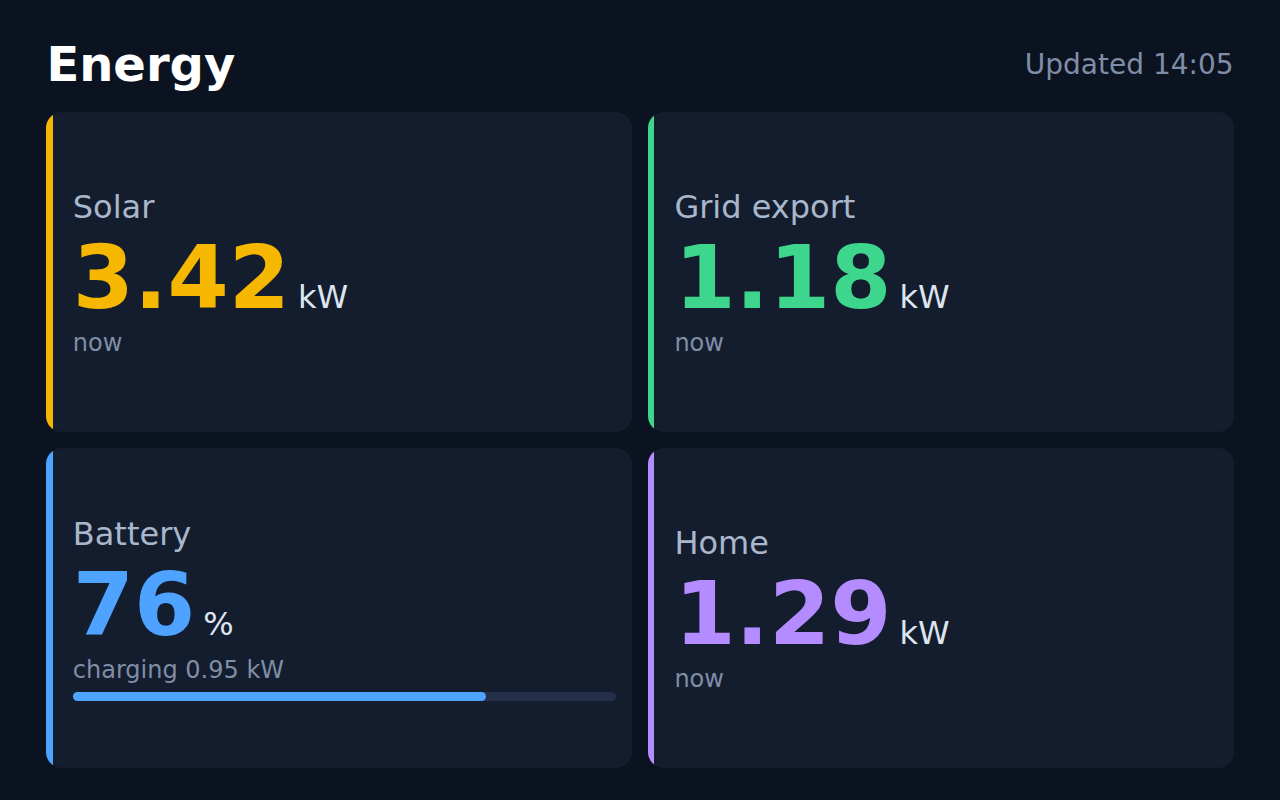 Energy
Updated 14:05
Solar
3.42 kW
now
Grid export
1.18 kW
now
Battery
76 %
charging 0.95 kW
Home
1.29 kW
now